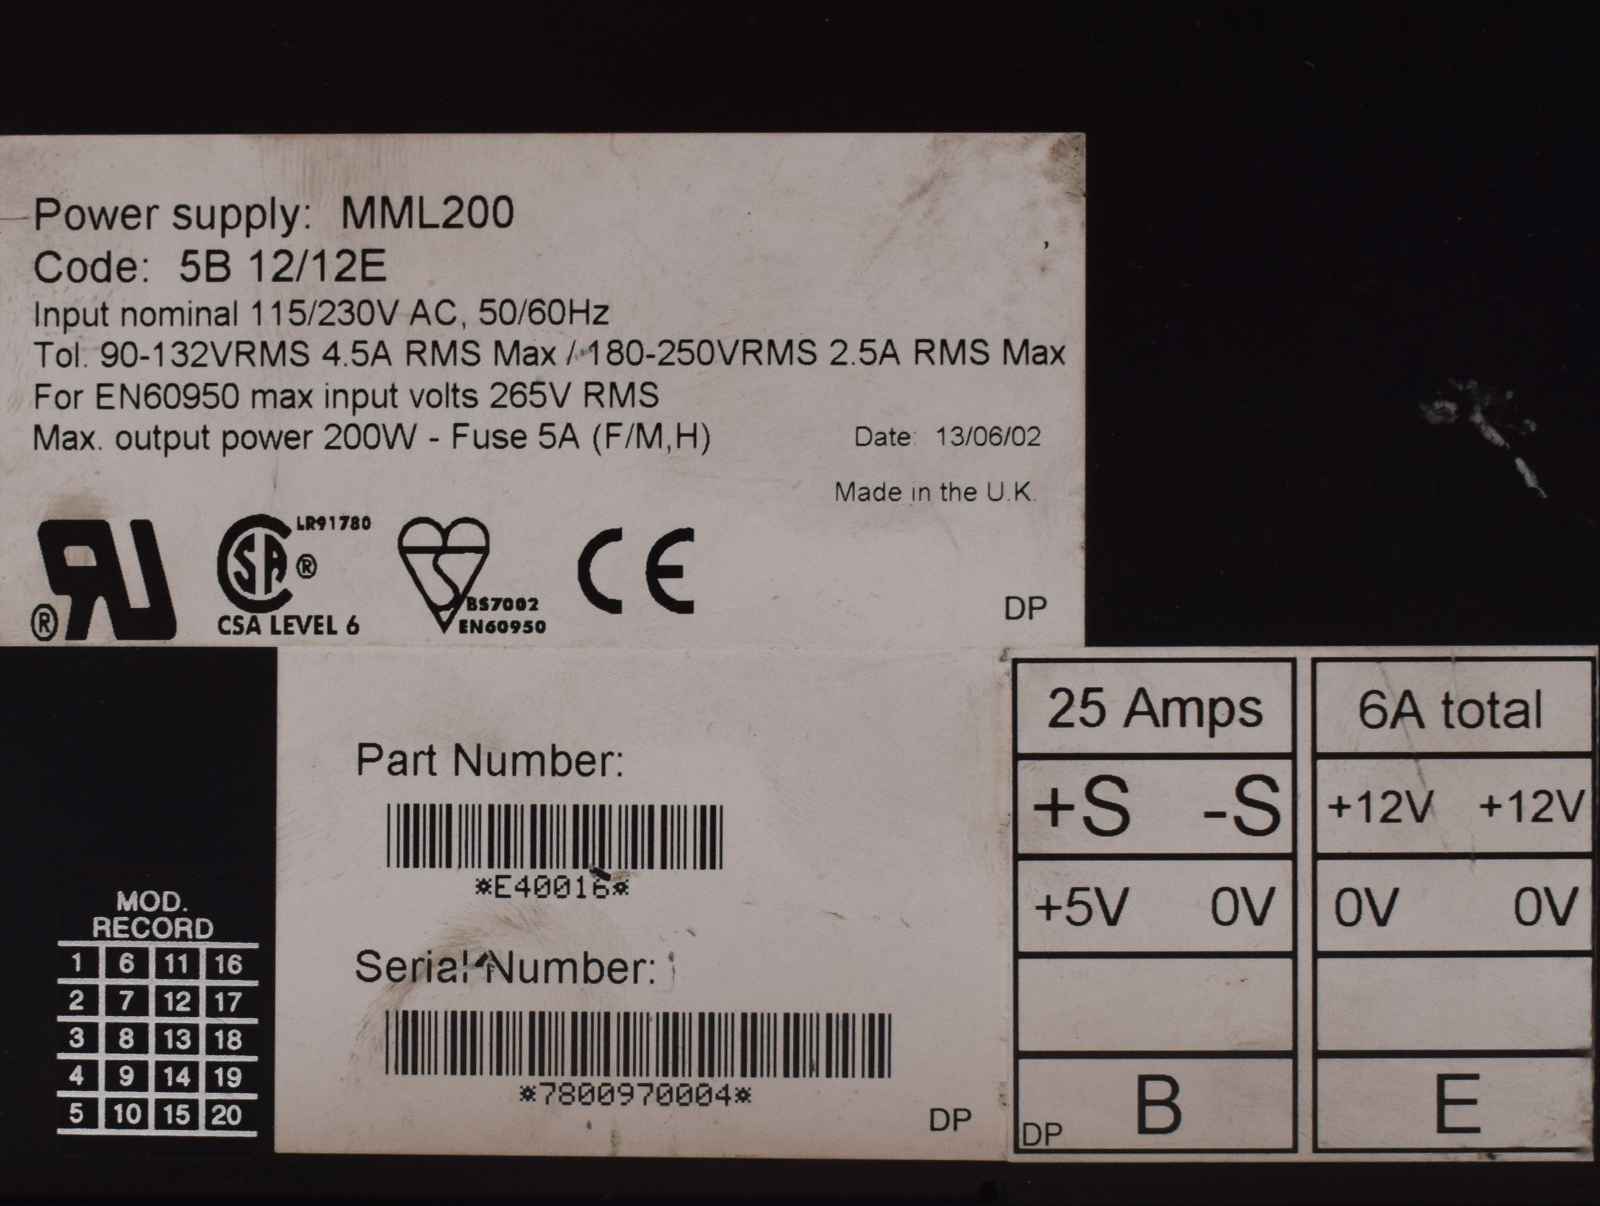 Power supply: MML200
Code: 5B 12/12E
Input nominal 115/230V AC, 50/60Hz
Tol. 90-132VRMS 4.5A RMS Max / 180-250VRMS 2.5A RMS Max
For EN60950 max input volts 265V RMS
Max. output power 200W - Fuse 5A (F/M,H)
Date: 13/06/02
Made in the U.K.
LR91780
CSA LEVEL 6
BS7002
EN60950
CE
DP
Part Number:
*E40016*
Serial Number:
*7800970004*
DP
MOD.
RECORD
1 6 11 16
2 7 12 17
3 8 13 18
4 9 14 19
5 10 15 20
25 Amps 6A total
+S -S +12V +12V
+5V 0V 0V 0V
DP B E